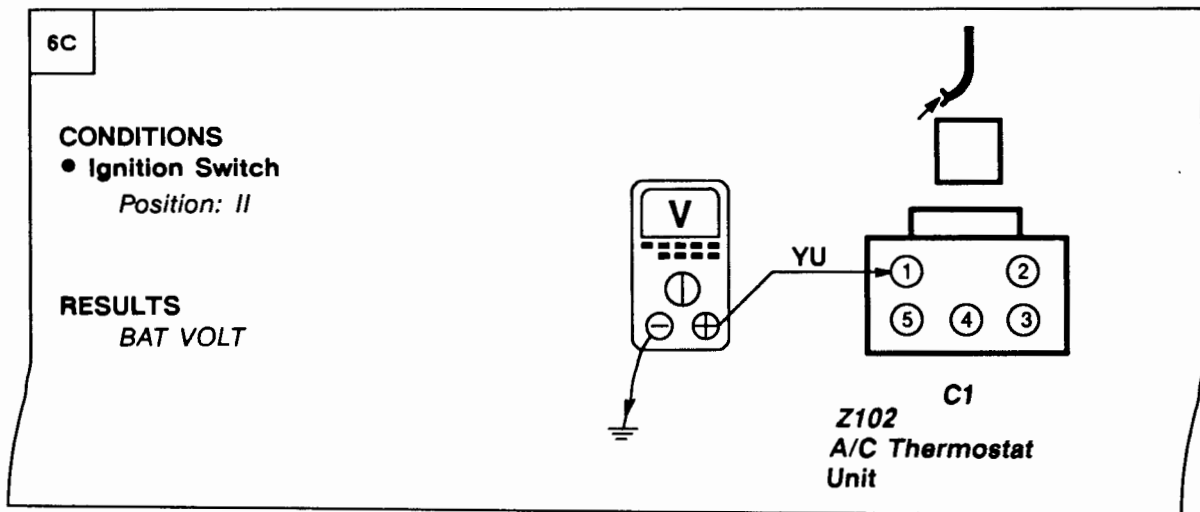 6C
CONDITIONS
● Ignition Switch
Position: II
RESULTS
BAT VOLT
V
YU
1
2
5
4
3
C1
Z102
A/C Thermostat
Unit